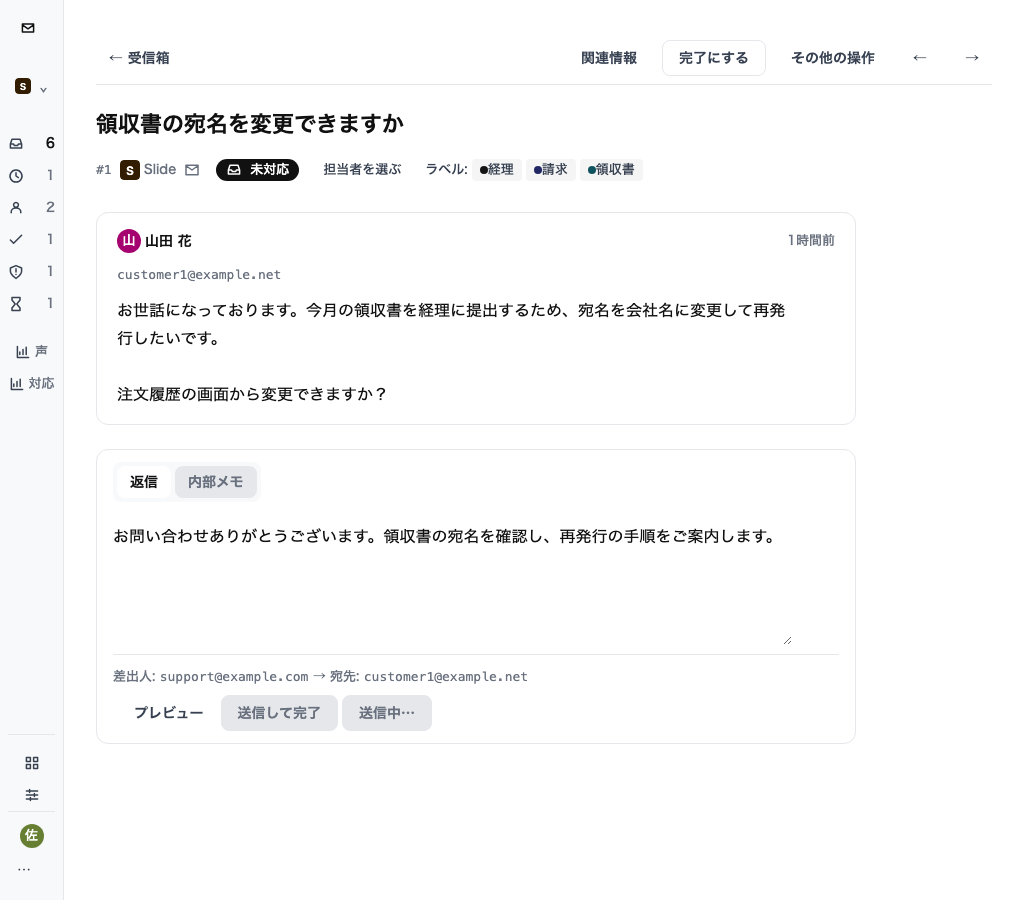 S
6
1
2
1
1
1
声
対応
佐
…
← 受信箱
関連情報
完了にする
その他の操作
←
→
領収書の宛名を変更できますか
#1 S Slide 未対応 担当者を選ぶ ラベル: 経理 請求 領収書
山 山田 花
1時間前
customer1@example.net
お世話になっております。今月の領収書を経理に提出するため、宛名を会社名に変更して再発
行したいです。
注文履歴の画面から変更できますか？
返信 内部メモ
お問い合わせありがとうございます。領収書の宛名を確認し、再発行の手順をご案内します。
差出人: support@example.com → 宛先: customer1@example.net
プレビュー 送信して完了 送信中…